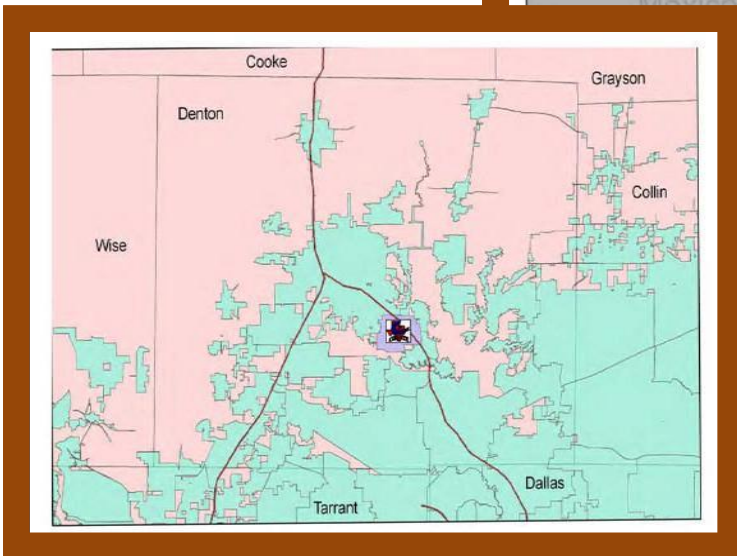 Cooke
Grayson
Denton
Collin
Wise
Dallas
Tarrant